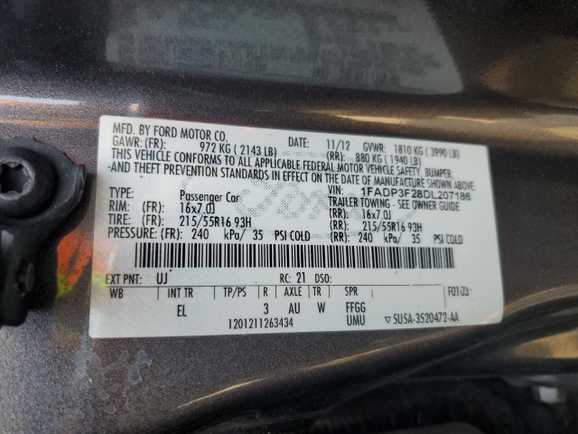 MFD. BY FORD MOTOR CO. DATE: 11/12 GVWR: 1810 KG (3990 LB)
GAWR: (FR): 972 KG (2143 LB) (RR): 880 KG (1940 LB)
THIS VEHICLE CONFORMS TO ALL APPLICABLE FEDERAL MOTOR VEHICLE SAFETY, BUMPER,
-AND THEFT PREVENTION STANDARDS IN EFFECT ON THE DATE OF MANUFACTURE SHOWN ABOVE.
VIN: 1FADP3F28DL207186
TYPE: Passenger Car TRAILER TOWING - SEE OWNER GUIDE
RIM: (FR) 16x7.0J (RR): 16x7.0J
TIRE: (FR) 215/55R16 93H (RR): 215/55R16 93H
PRESSURE: (FR) 240 kPa/ 35 PSI COLD (RR): 240 kPa/ 35 PSI COLD
EXT PNT: UJ RC: 21 DSO:
WB INT TR TP/PS R AXLE TR SPR
EL 3 AU W FFGG
1201211263434 UMU ▽ SU5A-3520472-AA